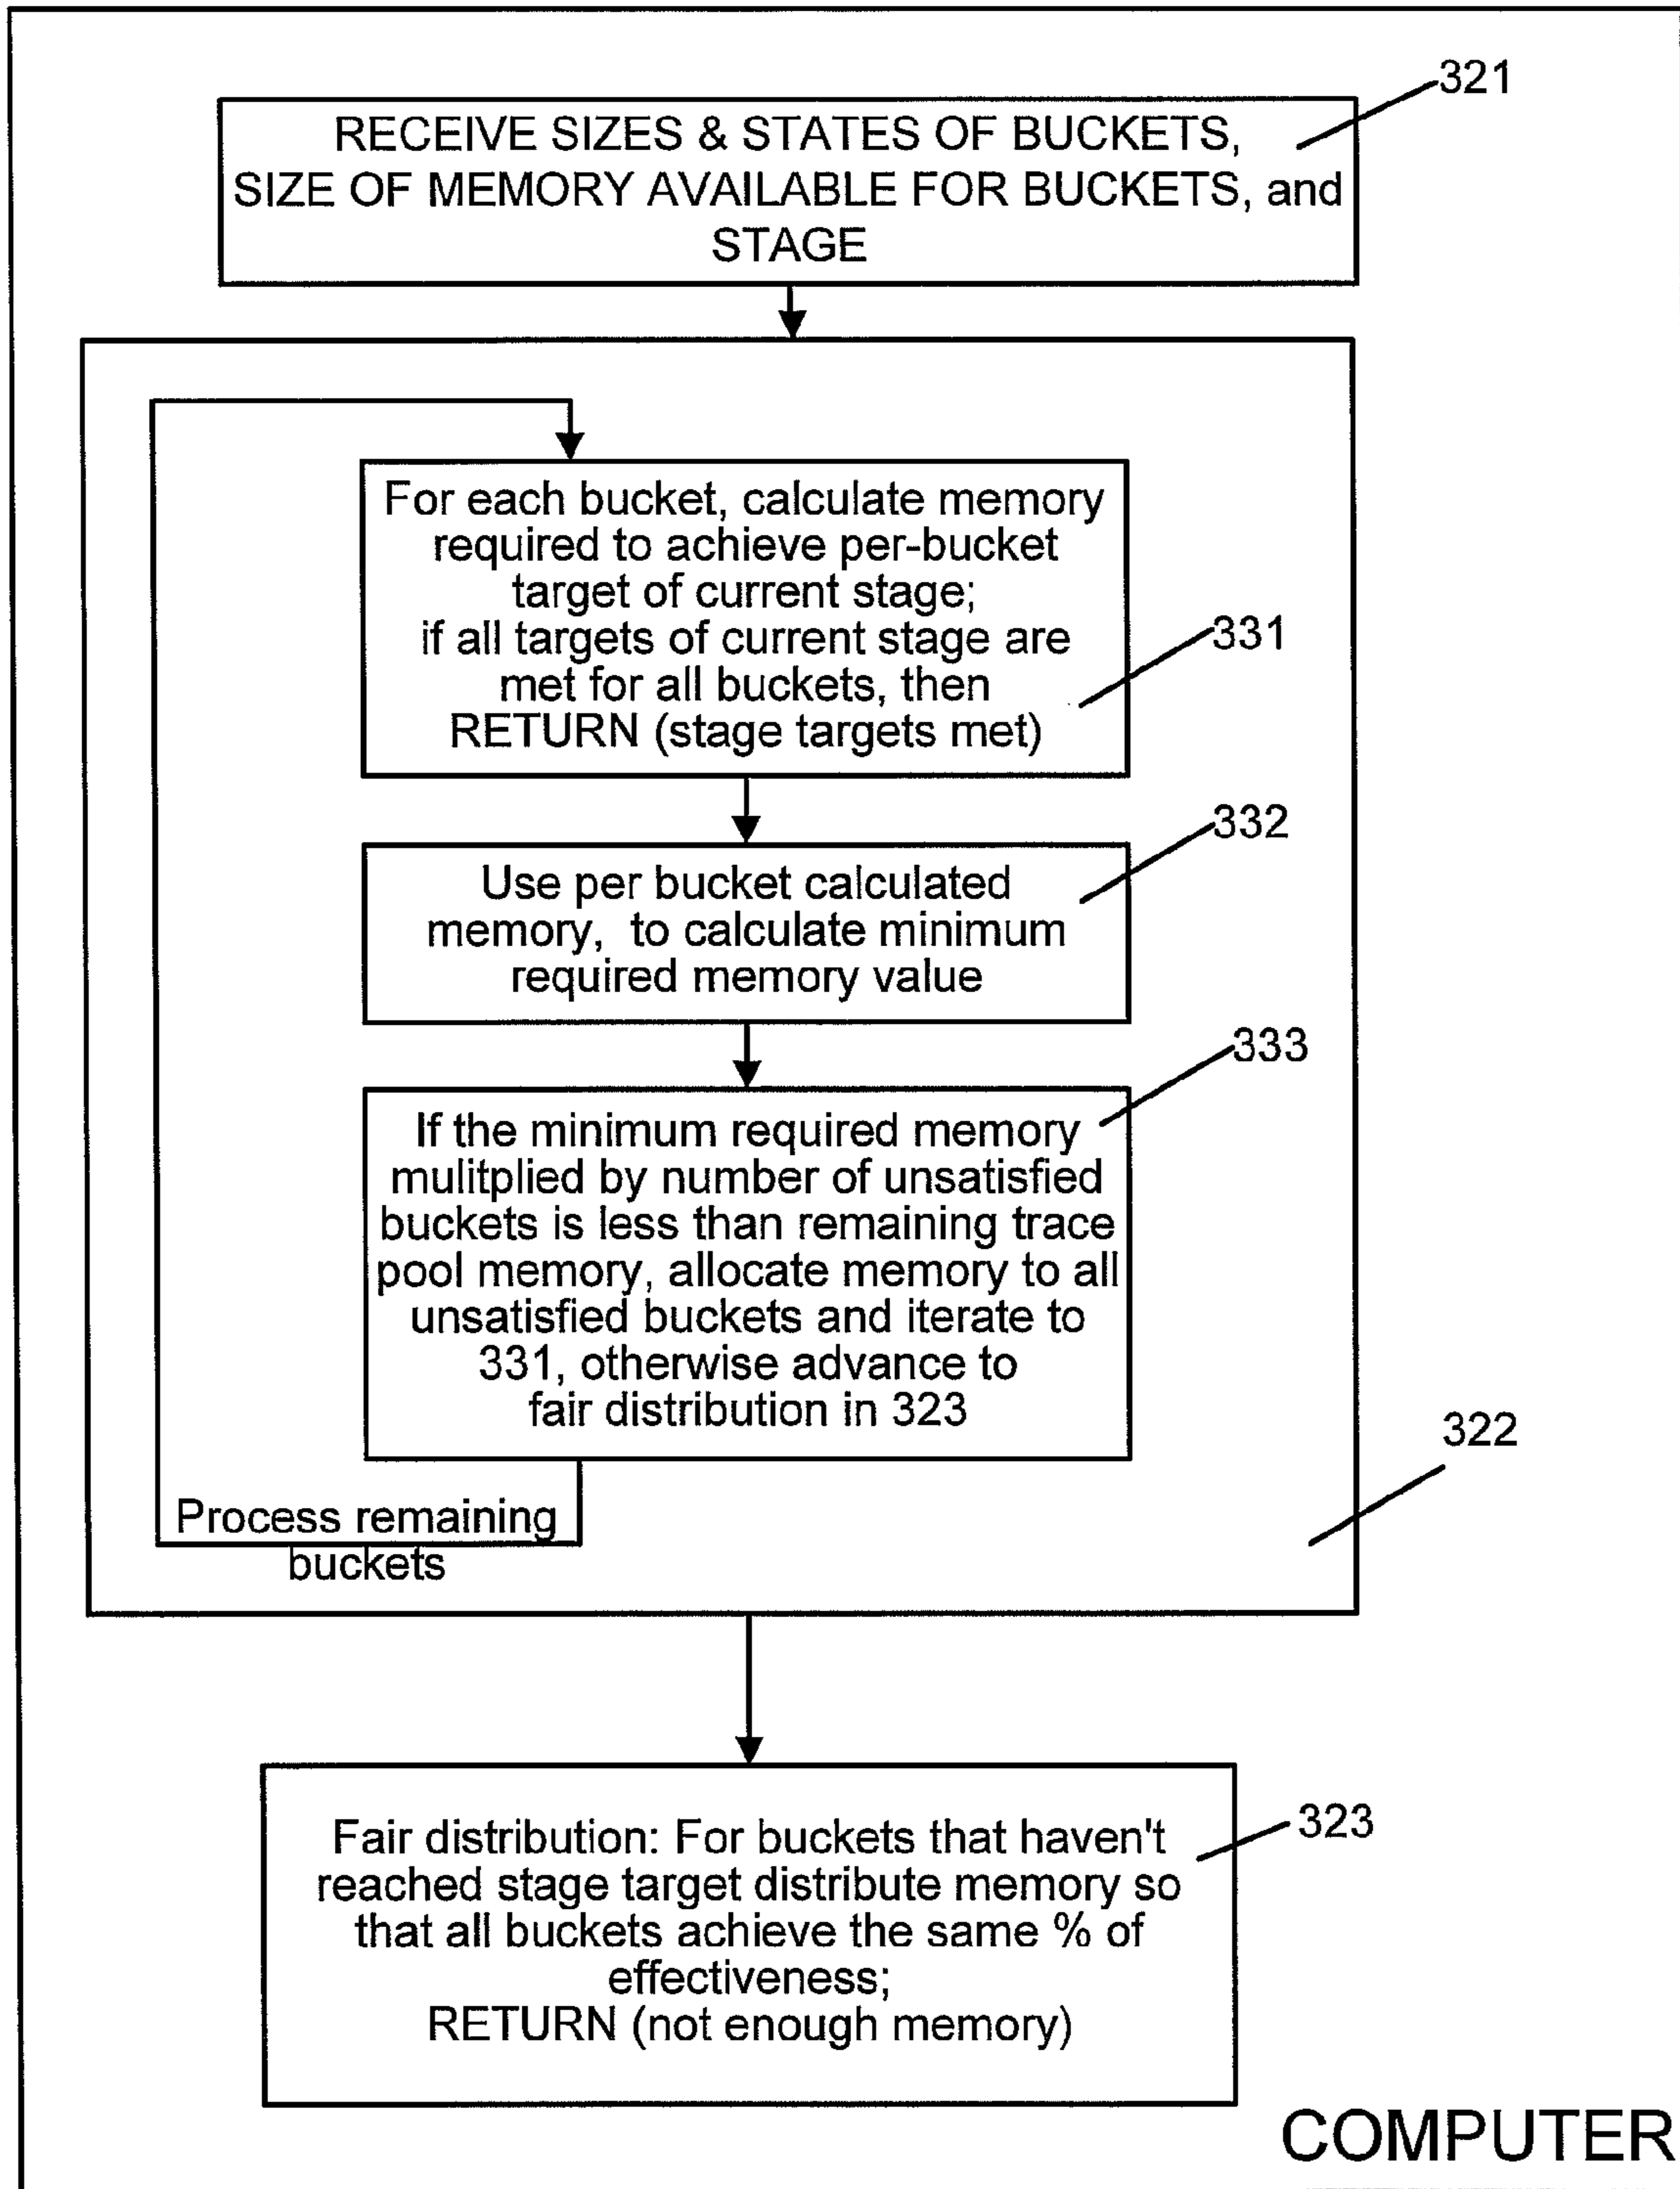 321
RECEIVE SIZES & STATES OF BUCKETS,
SIZE OF MEMORY AVAILABLE FOR BUCKETS, and
STAGE
For each bucket, calculate memory
required to achieve per-bucket
target of current stage;
if all targets of current stage are
met for all buckets, then
RETURN (stage targets met)
331
332
Use per bucket calculated
memory, to calculate minimum
required memory value
333
If the minimum required memory
mulitplied by number of unsatisfied
buckets is less than remaining trace
pool memory, allocate memory to all
unsatisfied buckets and iterate to
331, otherwise advance to
fair distribution in 323
322
Process remaining
buckets
323
Fair distribution: For buckets that haven't
reached stage target distribute memory so
that all buckets achieve the same % of
effectiveness;
RETURN (not enough memory)
COMPUTER